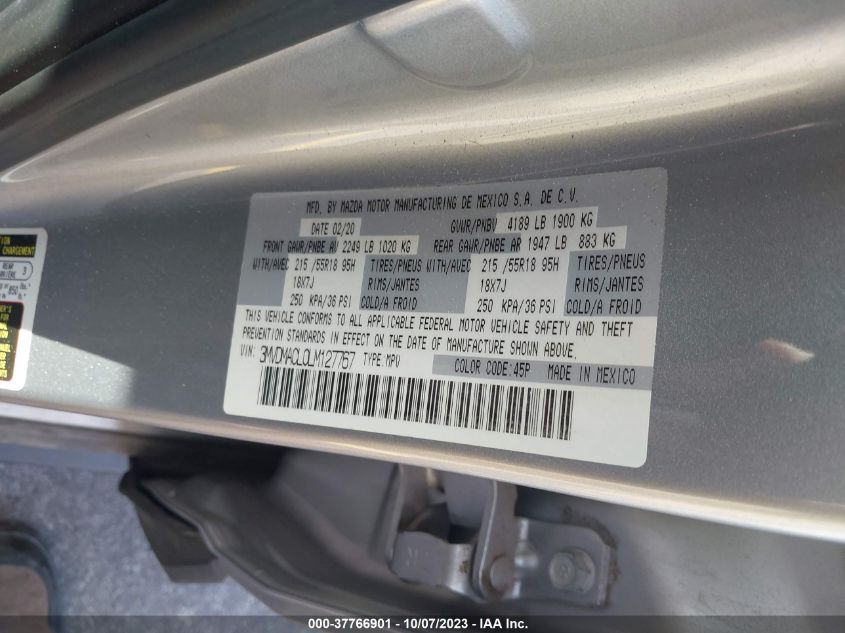 MFD. BY MAZDA MOTOR MANUFACTURING DE MEXICO S.A. DE C.V.
DATE 02/20 GVWR/PNBV 4189 LB 1900 KG
FRONT GAWR/PNBE AV 2249 LB 1020 KG REAR GAWR/PNBE AR 1947 LB 883 KG
WITH/AVEC 215 /55R18 95H TIRES/PNEUS WITH/AVEC 215 /55R18 95H TIRES/PNEUS
18X7J RIMS/JANTES 18X7J RIMS/JANTES
250 KPA/36 PSI COLD/A FROID 250 KPA/36 PSI COLD/A FROID
THIS VEHICLE CONFORMS TO ALL APPLICABLE FEDERAL MOTOR VEHICLE SAFETY AND THEFT
PREVENTION STANDARDS IN EFFECT ON THE DATE OF MANUFACTURE SHOWN ABOVE.
VIN: 3MVDMACL0LM127767 TYPE: MPV COLOR CODE:45P MADE IN MEXICO
CHARGEMENT
REAR 3
000-37766901 - 10/07/2023 - IAA Inc.